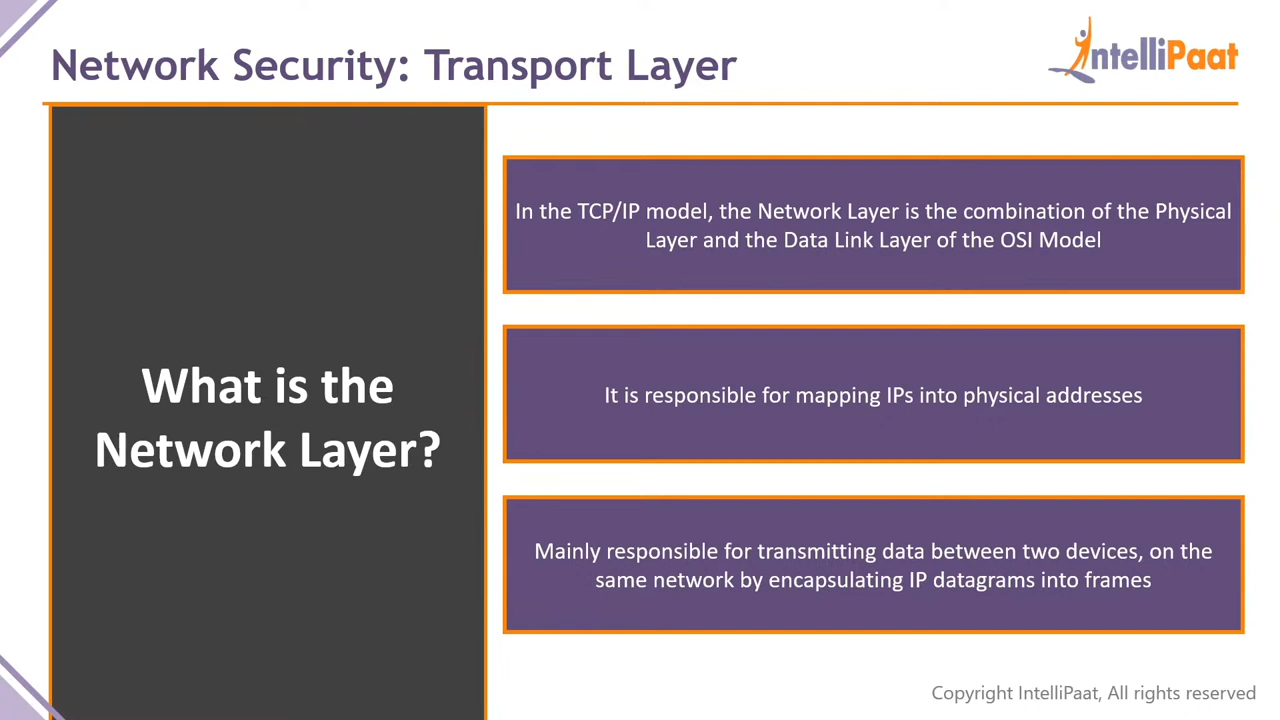 Network Security: Transport Layer
IntelliPaat
What is the
Network Layer?
In the TCP/IP model, the Network Layer is the combination of the Physical
Layer and the Data Link Layer of the OSI Model
It is responsible for mapping IPs into physical addresses
Mainly responsible for transmitting data between two devices, on the
same network by encapsulating IP datagrams into frames
Copyright IntelliPaat, All rights reserved